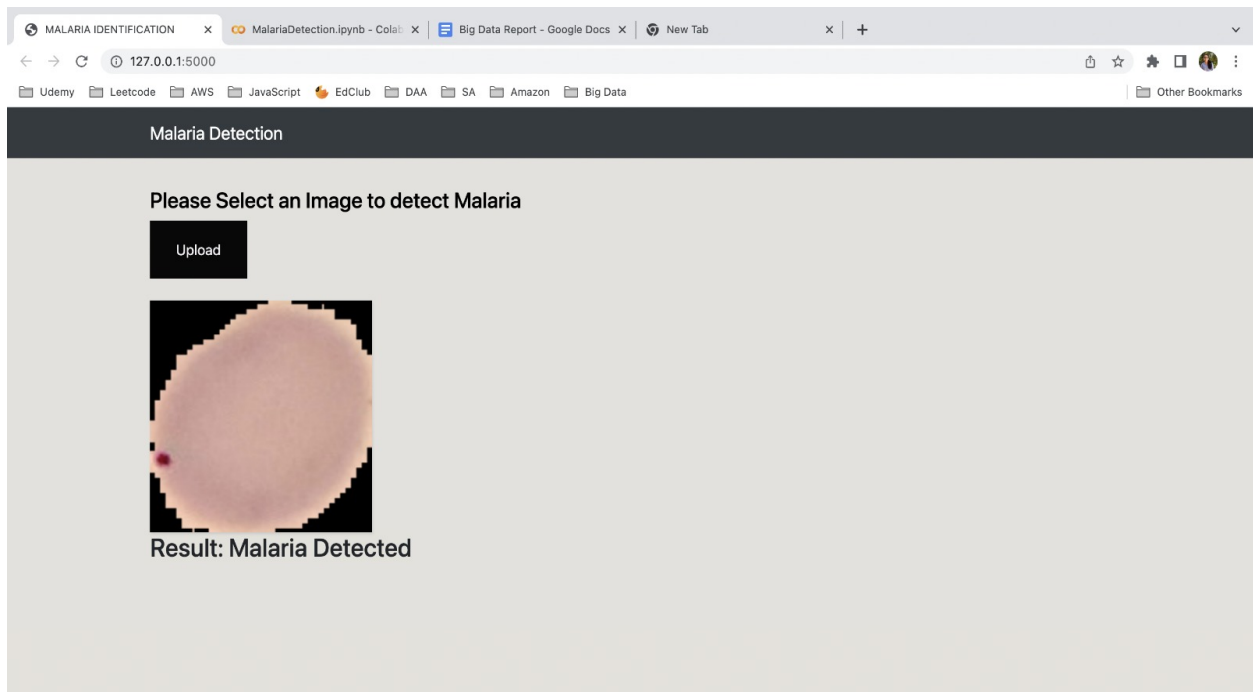 MALARIA IDENTIFICATION MalariaDetection.ipynb - Colab Big Data Report - Google Docs New Tab
127.0.0.1:5000
Udemy Leetcode AWS JavaScript EdClub DAA SA Amazon Big Data Other Bookmarks
Malaria Detection
Please Select an Image to detect Malaria
Upload
Result: Malaria Detected